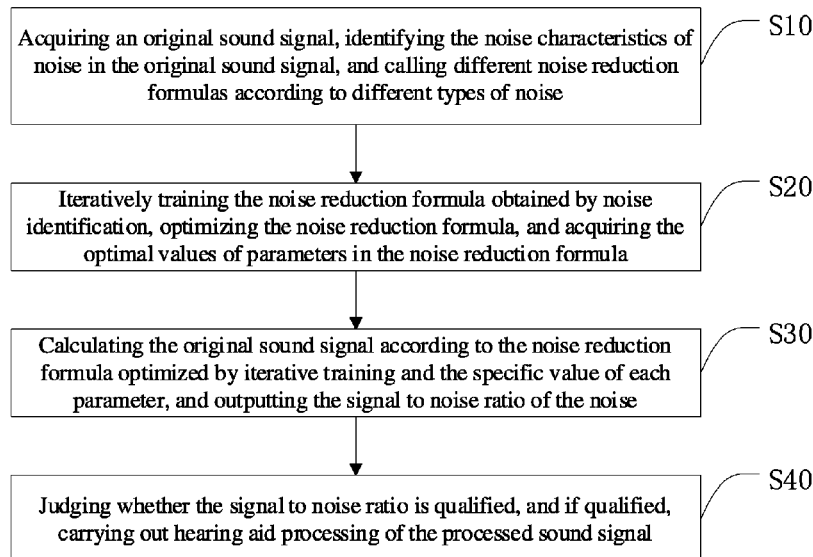 Acquiring an original sound signal, identifying the noise characteristics of
noise in the original sound signal, and calling different noise reduction
formulas according to different types of noise
S10
Iteratively training the noise reduction formula obtained by noise
identification, optimizing the noise reduction formula, and acquiring the
optimal values of parameters in the noise reduction formula
S20
Calculating the original sound signal according to the noise reduction
formula optimized by iterative training and the specific value of each
parameter, and outputting the signal to noise ratio of the noise
S30
Judging whether the signal to noise ratio is qualified, and if qualified,
carrying out hearing aid processing of the processed sound signal
S40